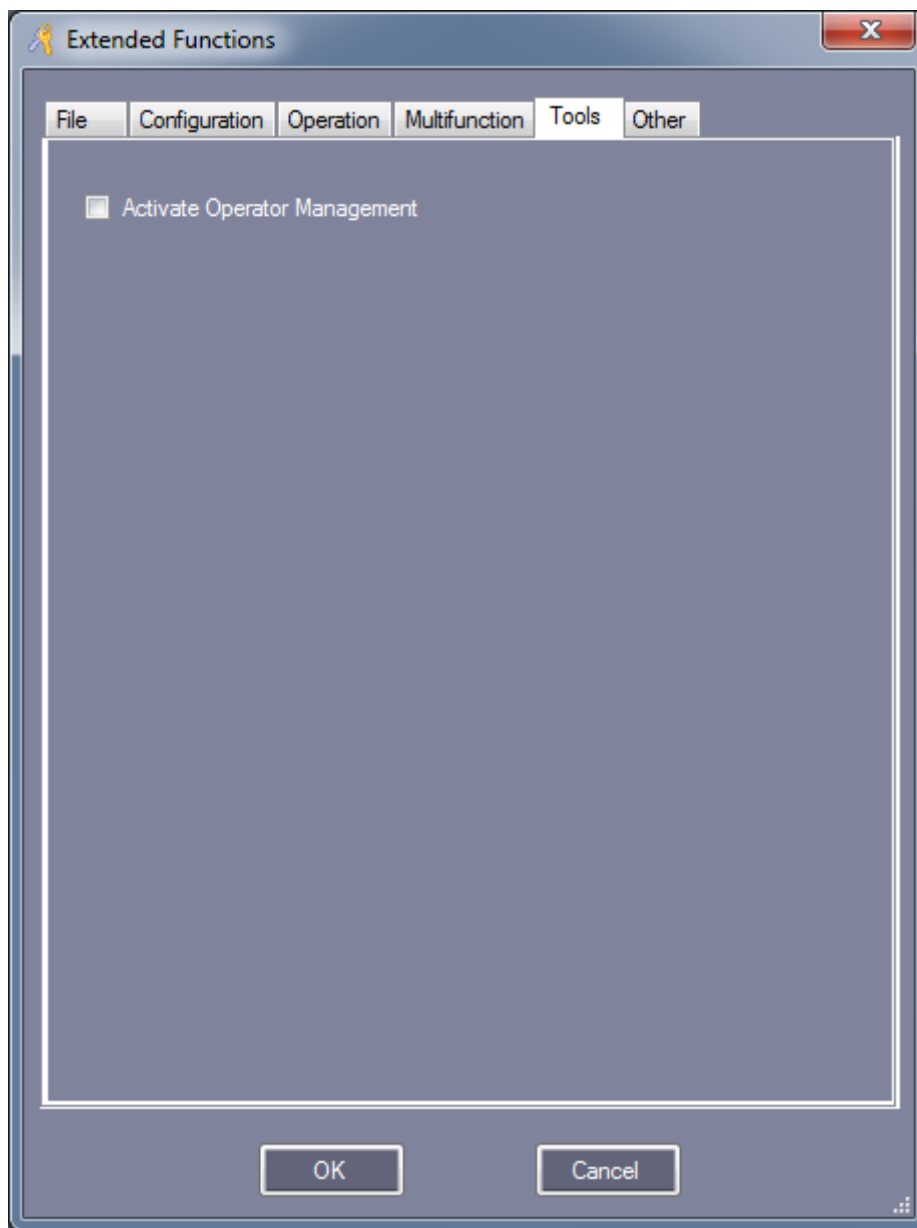 Extended Functions
File Configuration Operation Multifunction Tools Other
Activate Operator Management
OK Cancel